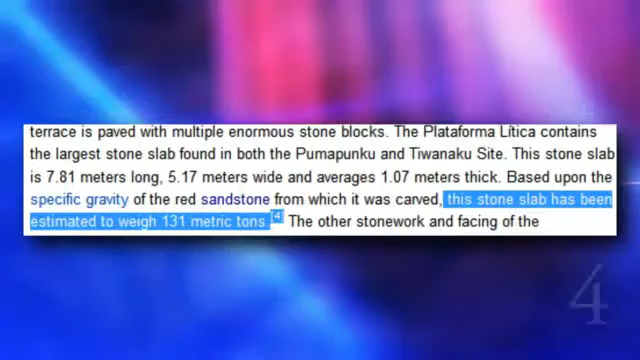 terrace is paved with multiple enormous stone blocks. The Plataforma Lítica contains
the largest stone slab found in both the Pumapunku and Tiwanaku Site. This stone slab
is 7.81 meters long, 5.17 meters wide and averages 1.07 meters thick. Based upon the
specific gravity of the red sandstone from which it was carved, this stone slab has been
estimated to weigh 131 metric tons.[4] The other stonework and facing of the
4